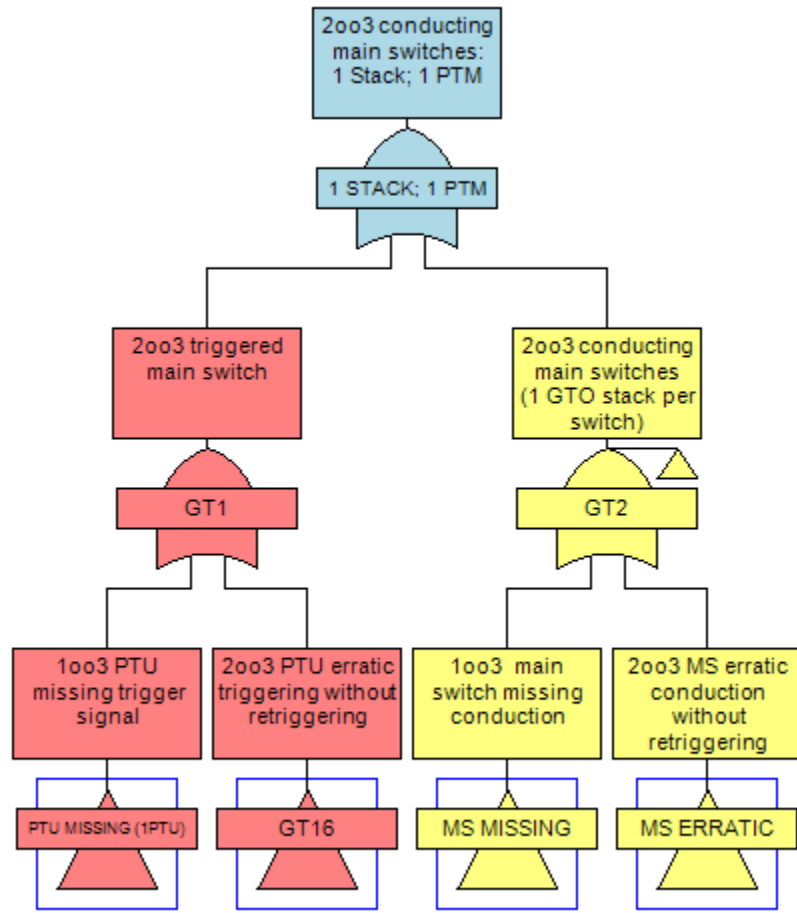 2oo3 conducting
main switches:
1 Stack; 1 PTM
1 STACK; 1 PTM
2oo3 triggered
main switch
2oo3 conducting
main switches
(1 GTO stack per
switch)
GT1
GT2
1oo3 PTU
missing trigger
signal
2oo3 PTU erratic
triggering without
retriggering
1oo3 main
switch missing
conduction
2oo3 MS erratic
conduction
without
retriggering
PTU MISSING (1PTU)
GT16
MS MISSING
MS ERRATIC